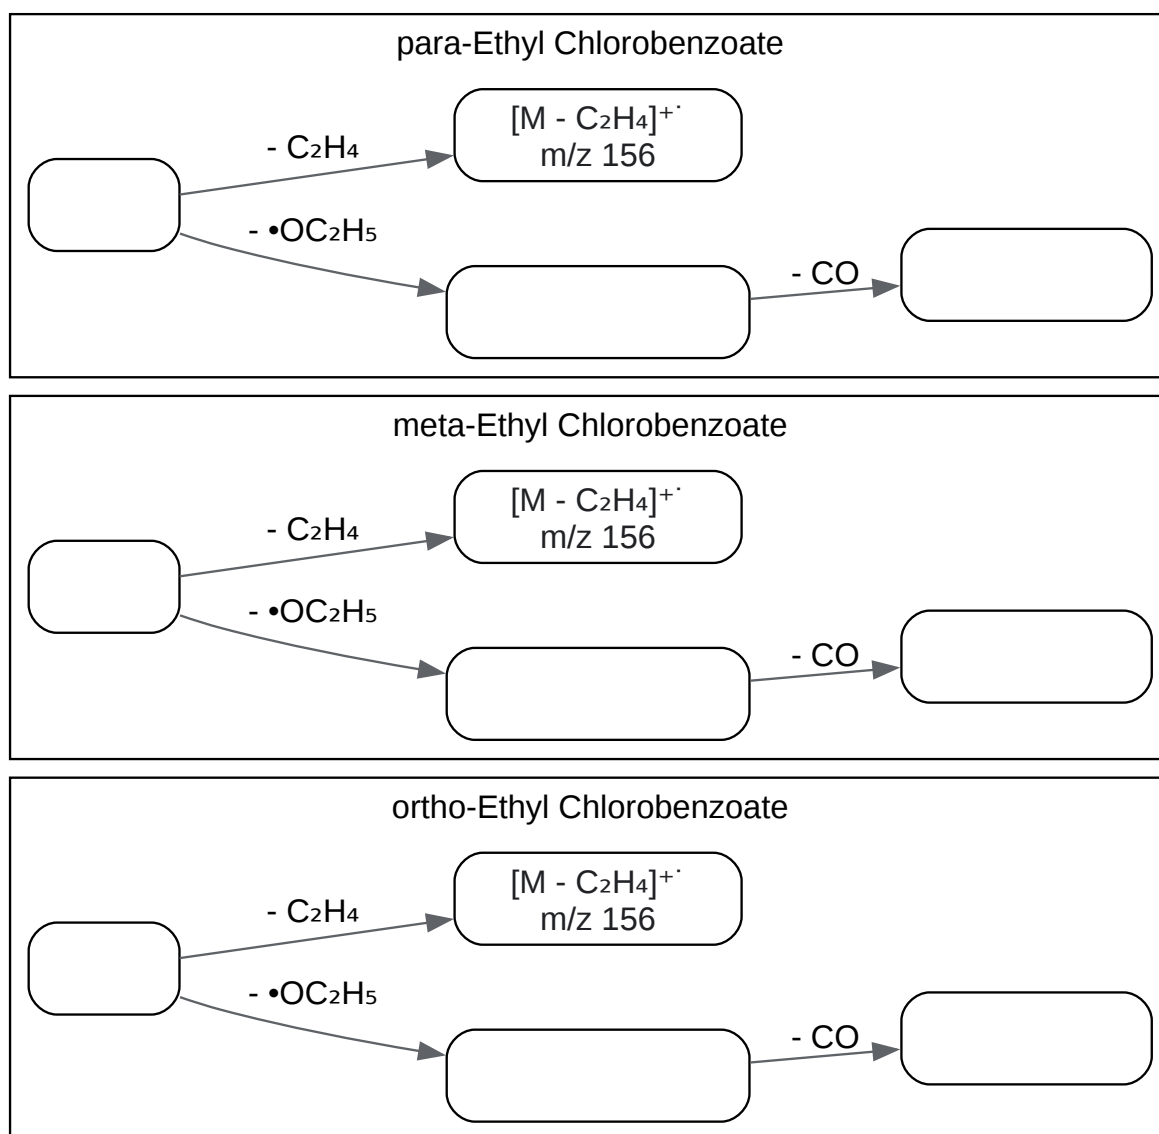 para-Ethyl Chlorobenzoate
[M - C₂H₄]⁺˙
m/z 156
- C₂H₄
- •OC₂H₅
- CO
meta-Ethyl Chlorobenzoate
[M - C₂H₄]⁺˙
m/z 156
- C₂H₄
- •OC₂H₅
- CO
ortho-Ethyl Chlorobenzoate
[M - C₂H₄]⁺˙
m/z 156
- C₂H₄
- •OC₂H₅
- CO